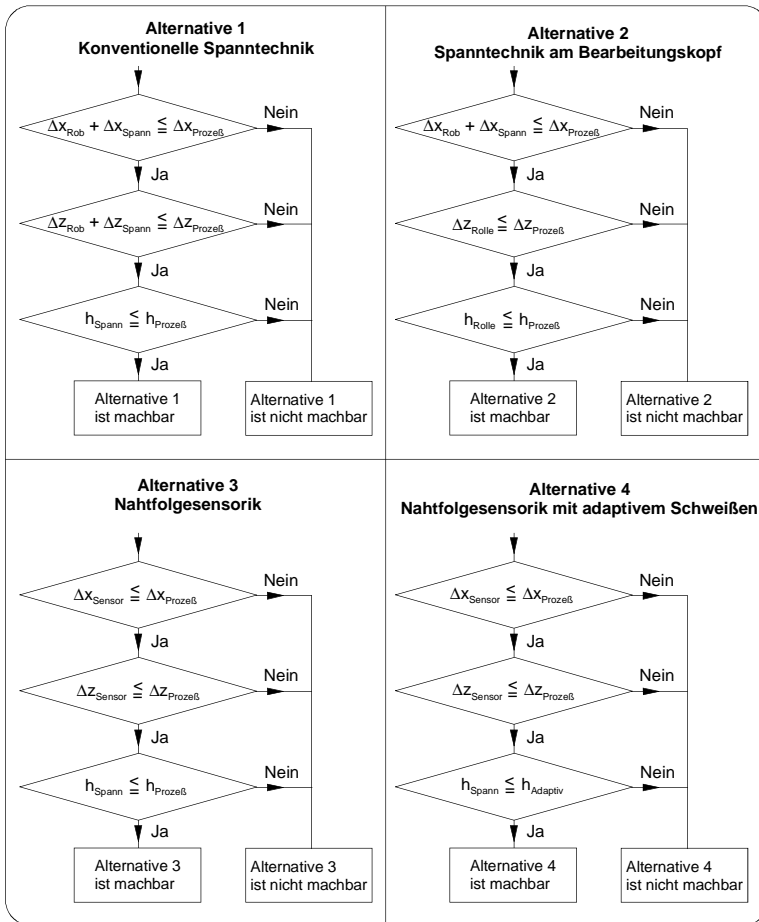 Alternative 1
Konventionelle Spanntechnik
Δx_Rob + Δx_Spann ≦ Δx_Prozeß
Nein
Ja
Δz_Rob + Δz_Spann ≦ Δz_Prozeß
Nein
Ja
h_Spann ≦ h_Prozeß
Nein
Ja
Alternative 1
ist machbar
Alternative 1
ist nicht machbar
Alternative 2
Spanntechnik am Bearbeitungskopf
Δx_Rob + Δx_Spann ≦ Δx_Prozeß
Nein
Ja
Δz_Rolle ≦ Δz_Prozeß
Nein
Ja
h_Rolle ≦ h_Prozeß
Nein
Ja
Alternative 2
ist machbar
Alternative 2
ist nicht machbar
Alternative 3
Nahtfolgesensorik
Δx_Sensor ≦ Δx_Prozeß
Nein
Ja
Δz_Sensor ≦ Δz_Prozeß
Nein
Ja
h_Spann ≦ h_Prozeß
Nein
Ja
Alternative 3
ist machbar
Alternative 3
ist nicht machbar
Alternative 4
Nahtfolgesensorik mit adaptivem Schweißen
Δx_Sensor ≦ Δx_Prozeß
Nein
Ja
Δz_Sensor ≦ Δz_Prozeß
Nein
Ja
h_Spann ≦ h_Adaptiv
Nein
Ja
Alternative 4
ist machbar
Alternative 4
ist nicht machbar